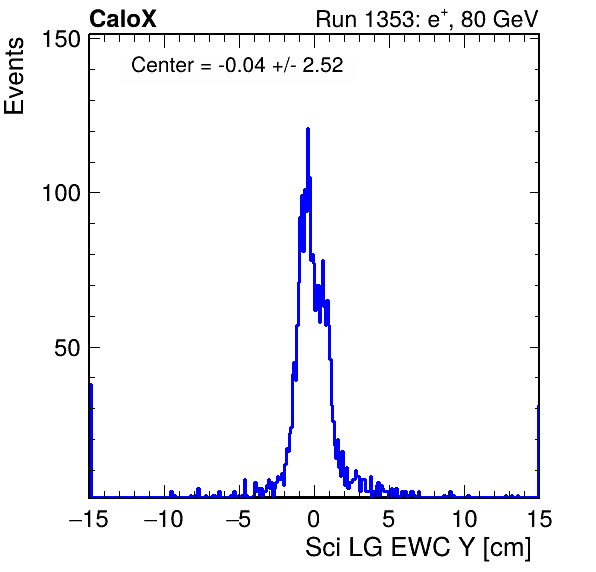 CaloX
Run 1353: e+, 80 GeV
Center = -0.04 +/- 2.52
Events
150
100
50
−15 −10 −5 0 5 10 15
Sci LG EWC Y [cm]